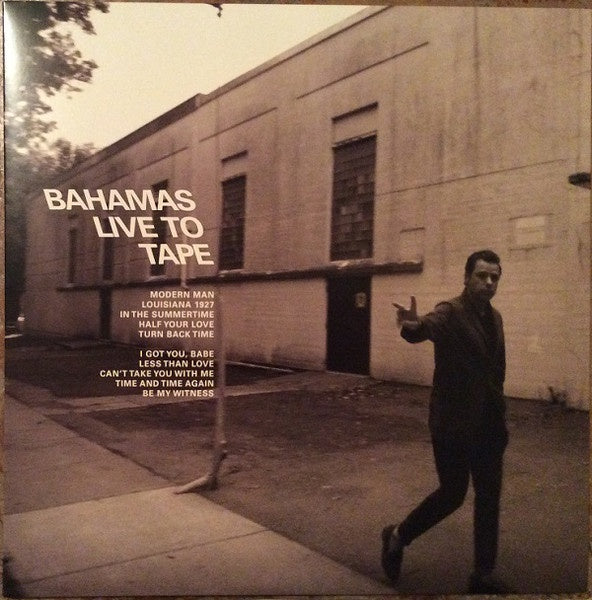 BAHAMAS
LIVE TO
TAPE
MODERN MAN
LOUISIANA 1927
IN THE SUMMERTIME
HALF YOUR LOVE
TURN BACK TIME
I GOT YOU, BABE
LESS THAN LOVE
CAN'T TAKE YOU WITH ME
TIME AND TIME AGAIN
BE MY WITNESS